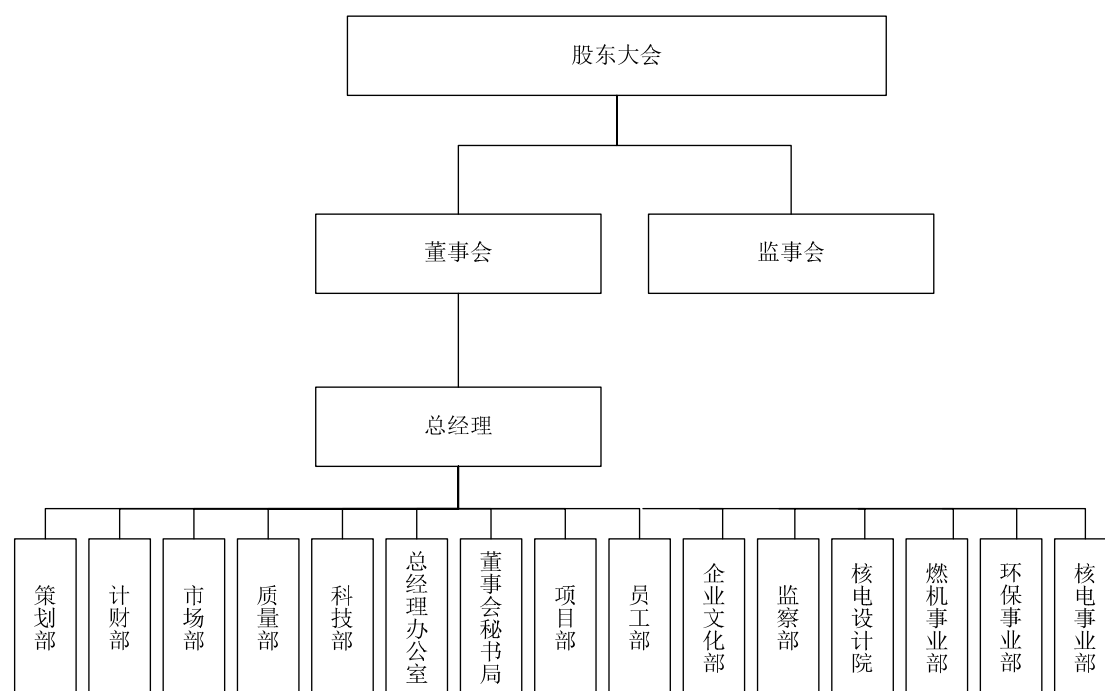 股东大会
董事会
监事会
总经理
策划部
计财部
市场部
质量部
科技部
总经理办公室
董事会秘书局
项目部
员工部
企业文化部
监察部
核电设计院
燃机事业部
环保事业部
核电事业部